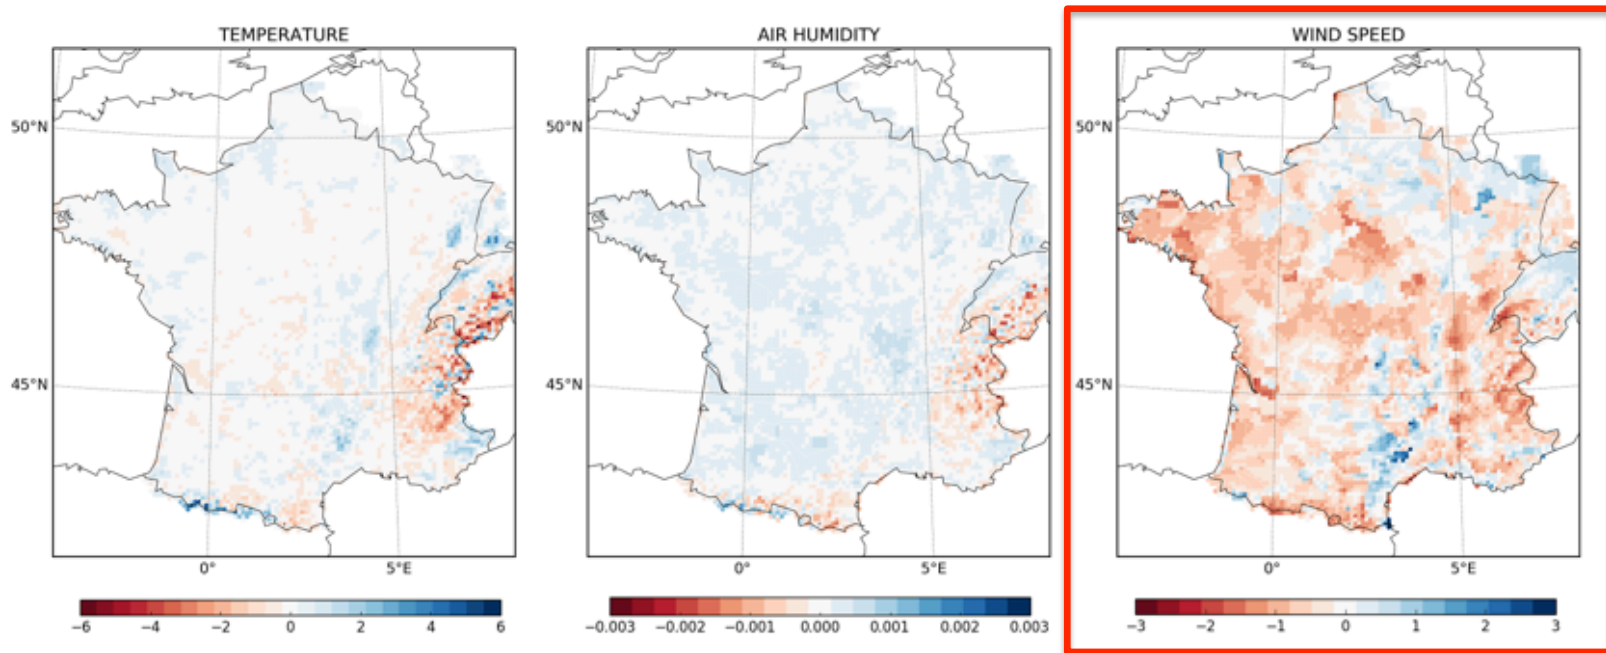 TEMPERATURE
AIR HUMIDITY
WIND SPEED
50°N
50°N
50°N
45°N
45°N
45°N
0° 5°E
0° 5°E
0° 5°E
−6 −4 −2 0 2 4 6
−0.003 −0.002 −0.001 0.000 0.001 0.002 0.003
−3 −2 −1 0 1 2 3